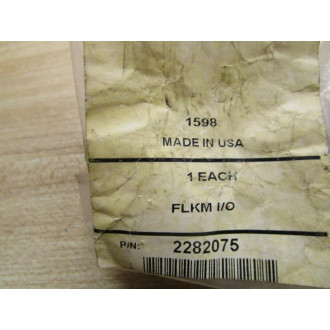 1598
MADE IN USA
1 EACH
FLKM I/O
P/N: 2282075